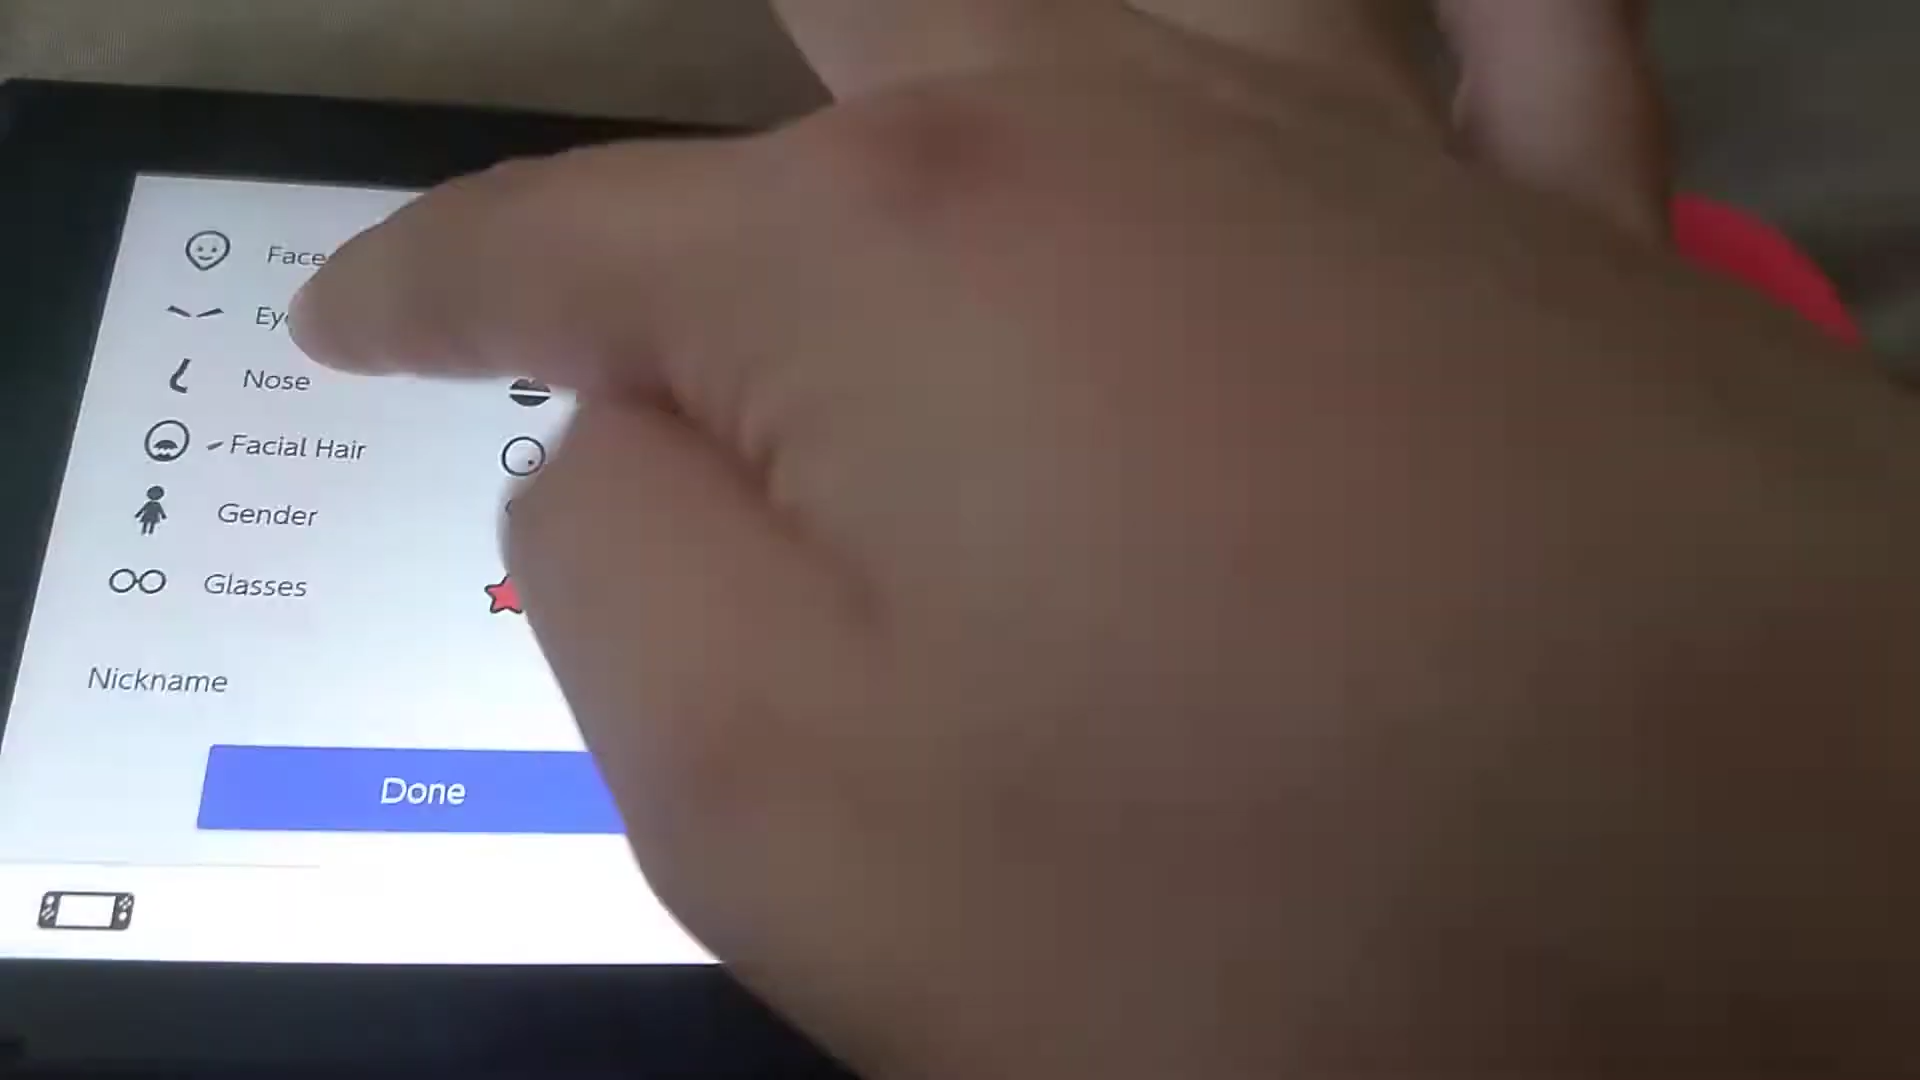 Face
Nose
Facial Hair
Gender
Glasses
Nickname
Done